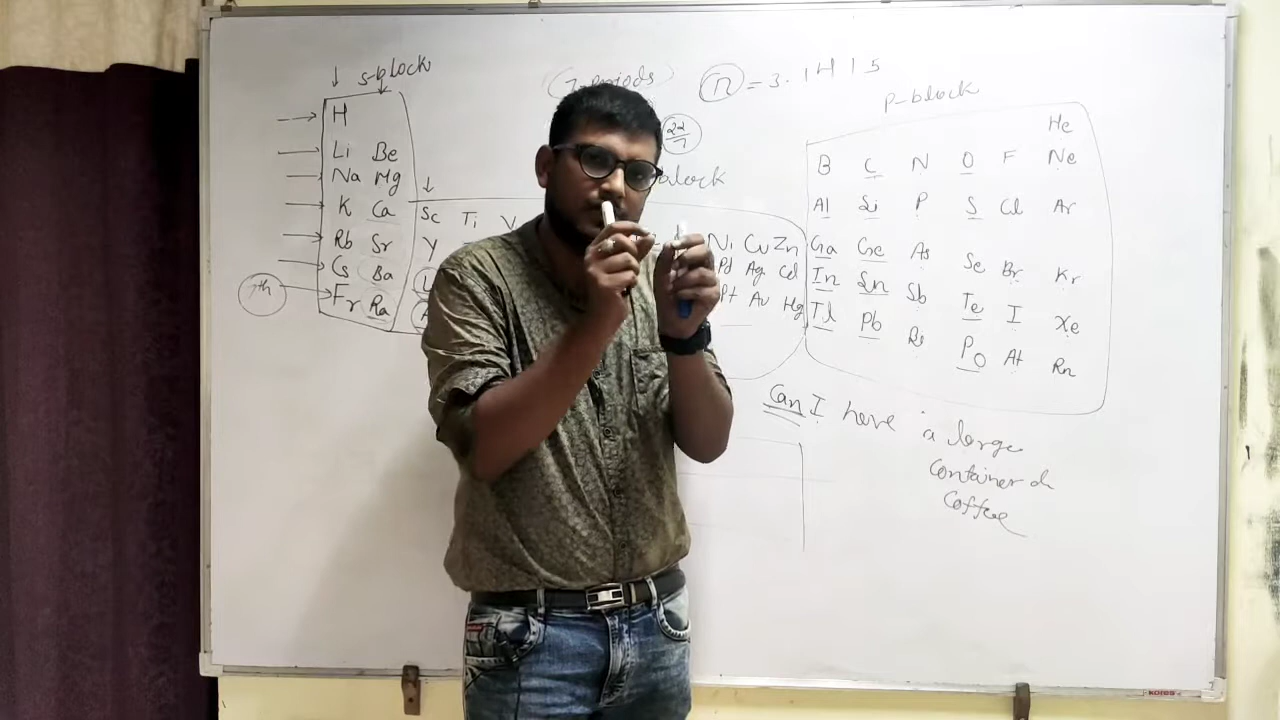 s-block
π = 3.1415
22/7
P-block
block
7th
H
Li Be
Na Mg
K Ca
Rb Sr
Cs Ba
Fr Ra
Sc Ti V
Y
Ni Cu Zn
Pd Ag Cd
Pt Au Hg
He
B C N O F Ne
Al Si P S Cl Ar
Ga Ge As Se Br Kr
In Sn Sb Te I Xe
Tl Pb Po At Rn
Can I have a large
container
Coffee
kores